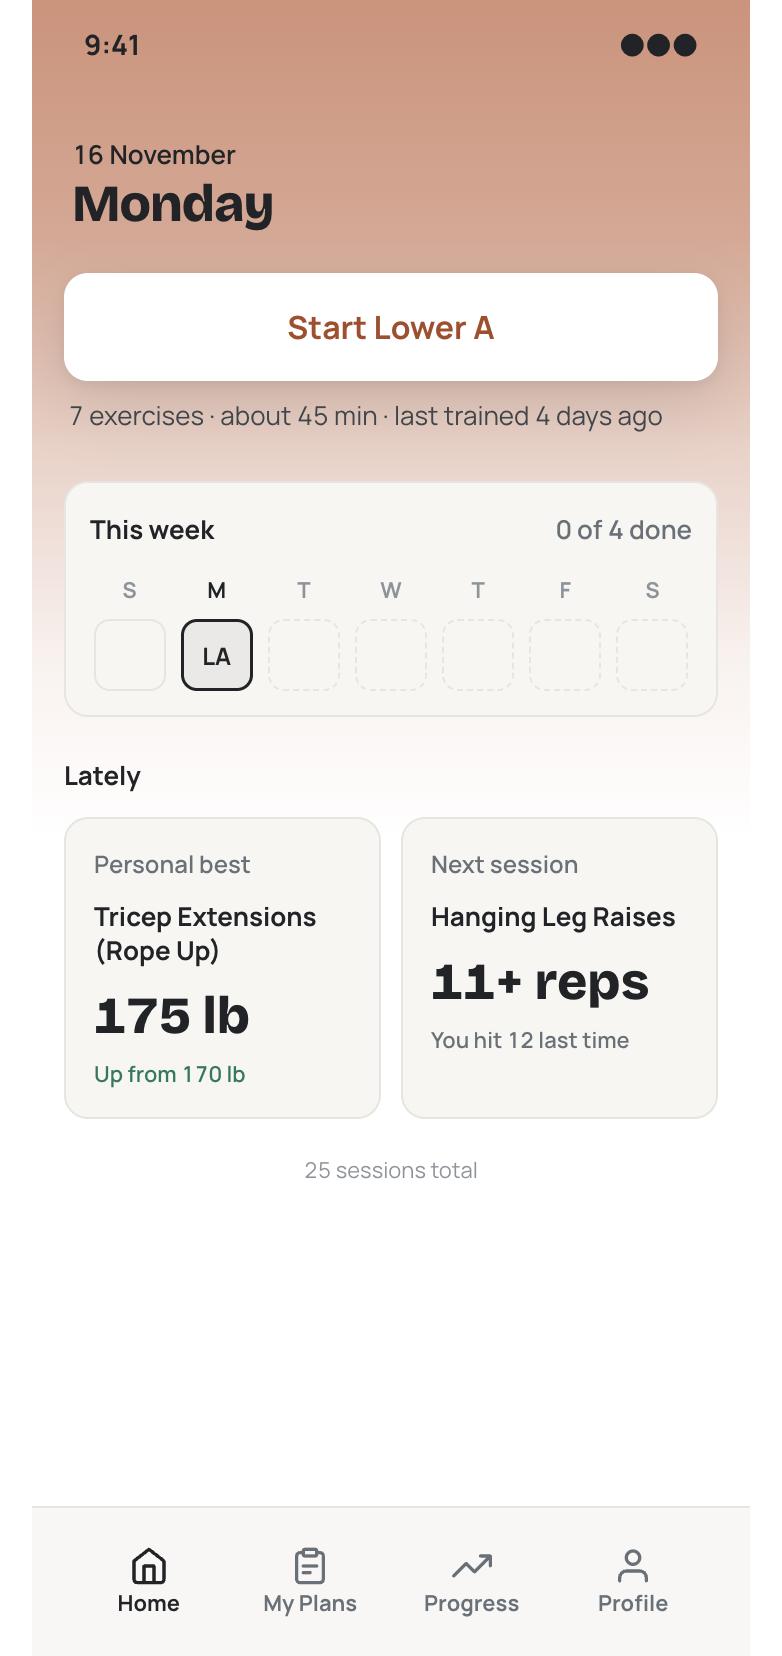 9:41
16 November
Monday
Start Lower A
7 exercises · about 45 min · last trained 4 days ago
This week
0 of 4 done
S M T W T F S
LA
Lately
Personal best
Tricep Extensions
(Rope Up)
175 lb
Up from 170 lb
Next session
Hanging Leg Raises
11+ reps
You hit 12 last time
25 sessions total
Home
My Plans
Progress
Profile